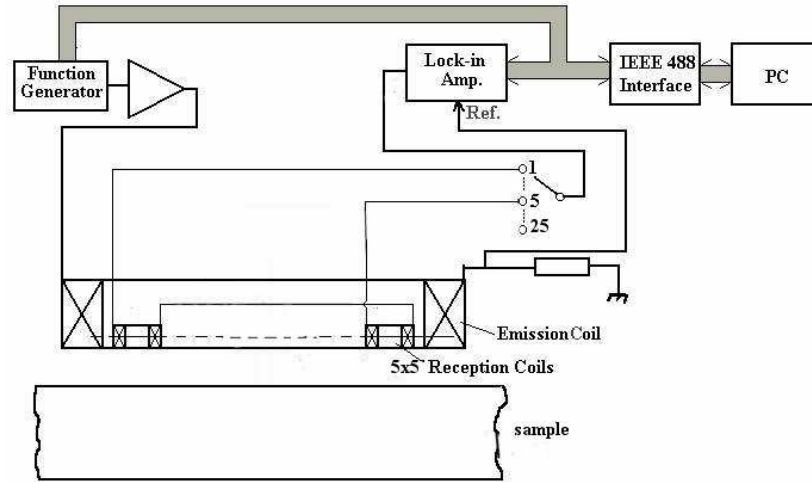 Function
Generator
Lock-in
Amp.
IEEE 488
Interface
PC
Ref.
1
5
25
Emission Coil
5x5 Reception Coils
sample